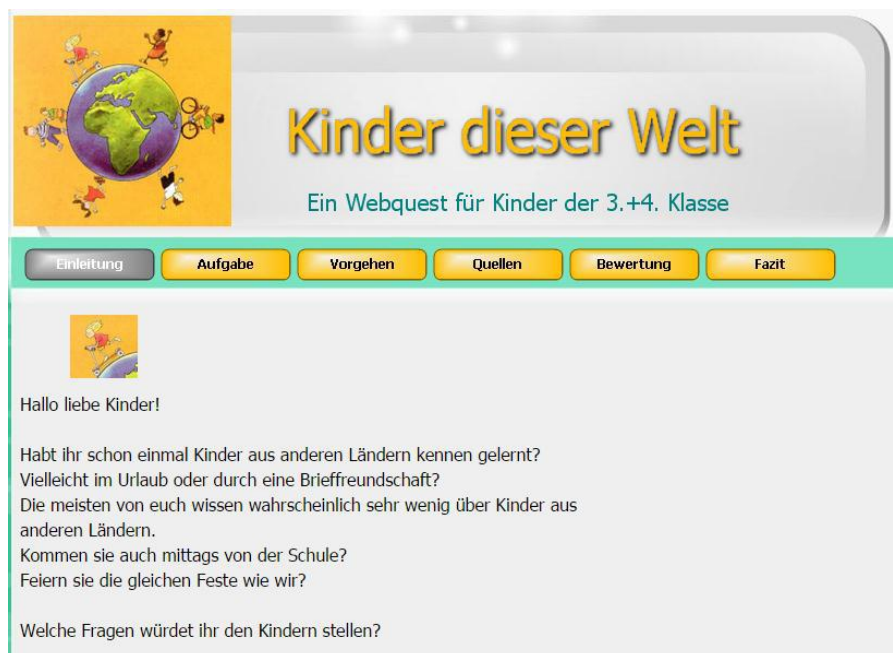 Kinder dieser Welt
Ein Webquest für Kinder der 3.+4. Klasse
Einleitung Aufgabe Vorgehen Quellen Bewertung Fazit
Hallo liebe Kinder!
Habt ihr schon einmal Kinder aus anderen Ländern kennen gelernt?
Vielleicht im Urlaub oder durch eine Brieffreundschaft?
Die meisten von euch wissen wahrscheinlich sehr wenig über Kinder aus
anderen Ländern.
Kommen sie auch mittags von der Schule?
Feiern sie die gleichen Feste wie wir?
Welche Fragen würdet ihr den Kindern stellen?